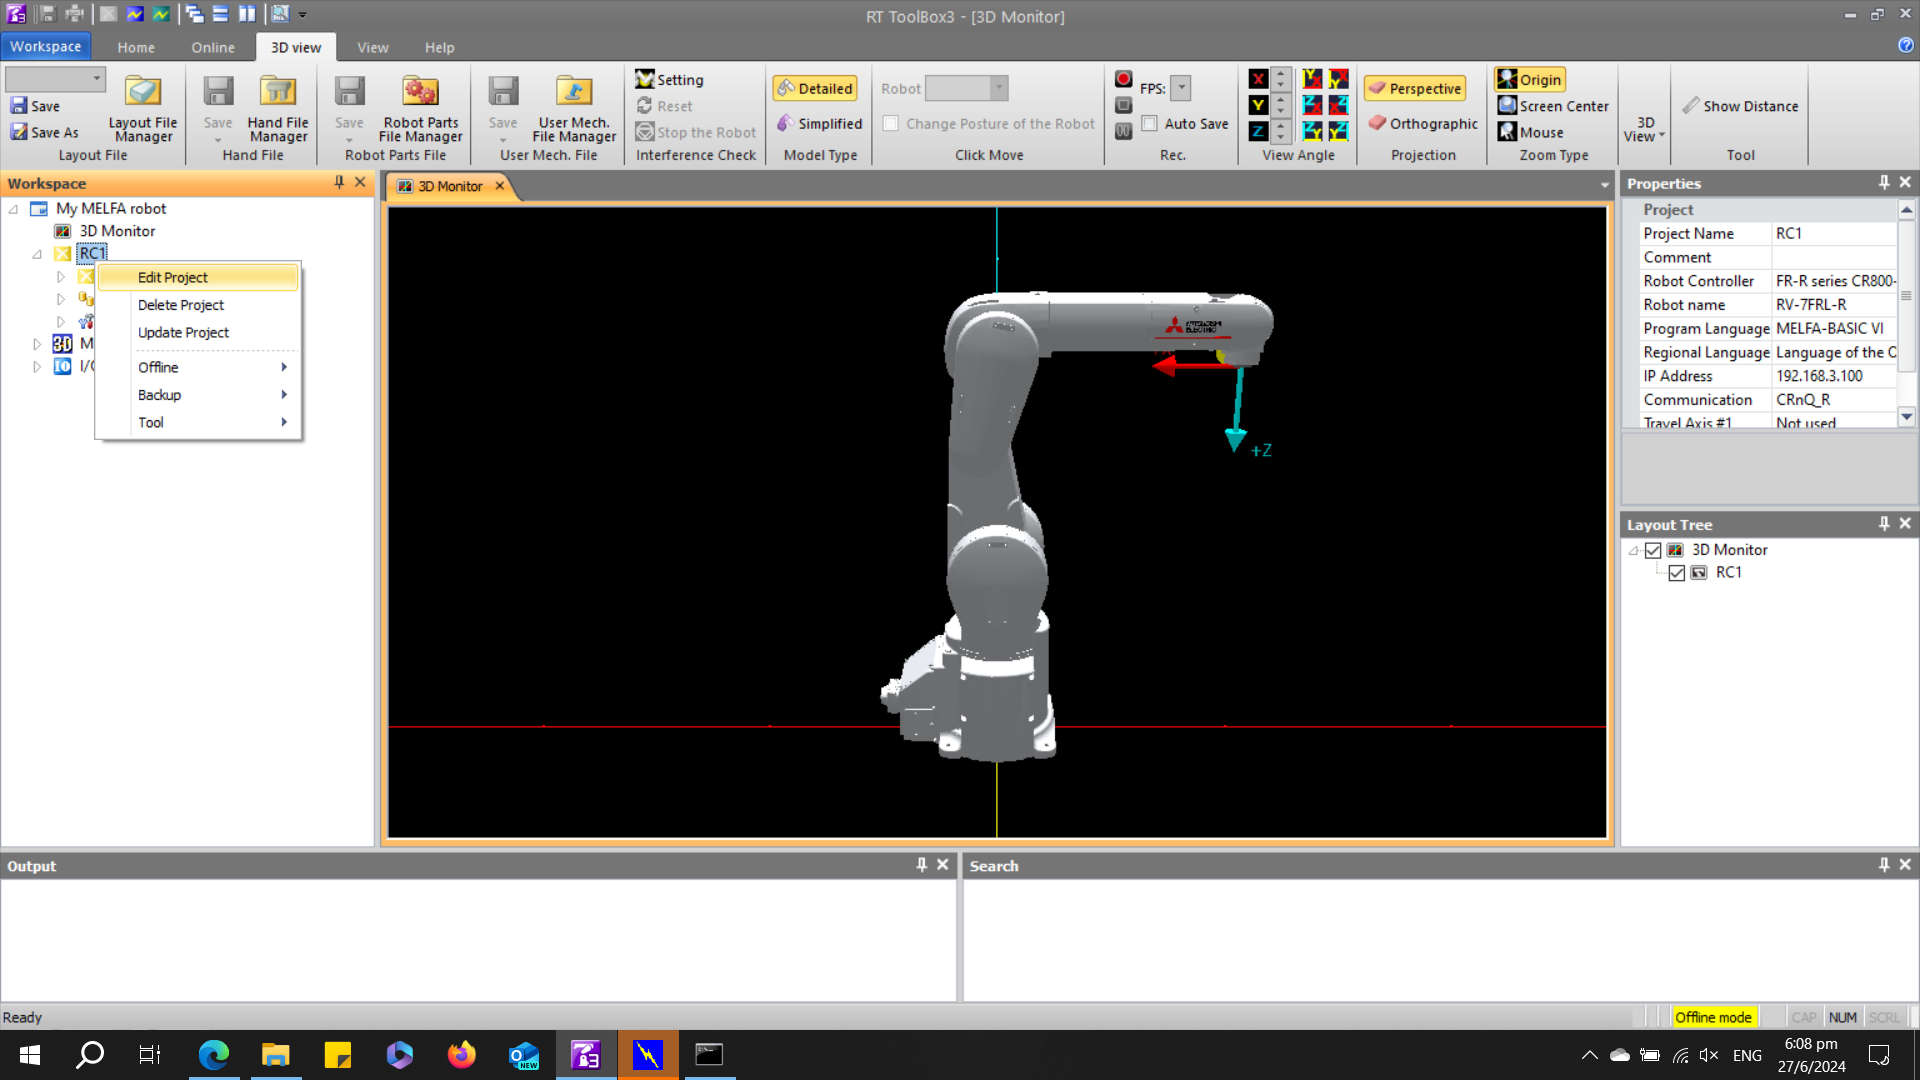 RT ToolBox3 - [3D Monitor]
Workspace
Home
Online
3D view
View
Help
Save
Save As
Layout File Manager
Layout File
Save
Hand File Manager
Hand File
Save
Robot Parts File Manager
Robot Parts File
Save
User Mech. File Manager
User Mech. File
Setting
Reset
Stop the Robot
Interference Check
Detailed
Simplified
Model Type
Robot
Change Posture of the Robot
Click Move
FPS:
Auto Save
Rec.
X
Y
Z
View Angle
Perspective
Orthographic
Projection
Origin
Screen Center
Mouse
Zoom Type
3D View
Show Distance
Tool
Workspace
My MELFA robot
3D Monitor
RC1
Edit Project
Delete Project
Update Project
Offline
Backup
Tool
3D M
IO I/
3D Monitor
MITSUBISHI
ELECTRIC
+Z
Properties
Project
Project Name RC1
Comment
Robot Controller FR-R series CR800-
Robot name RV-7FRL-R
Program Language MELFA-BASIC VI
Regional Language Language of the O
IP Address 192.168.3.100
Communication CRnQ_R
Travel Axis #1 Not used
Layout Tree
3D Monitor
RC1
Output
Search
Ready
Offline mode
CAP
NUM
SCRL
NEW
3
ENG
6:08 pm
27/6/2024